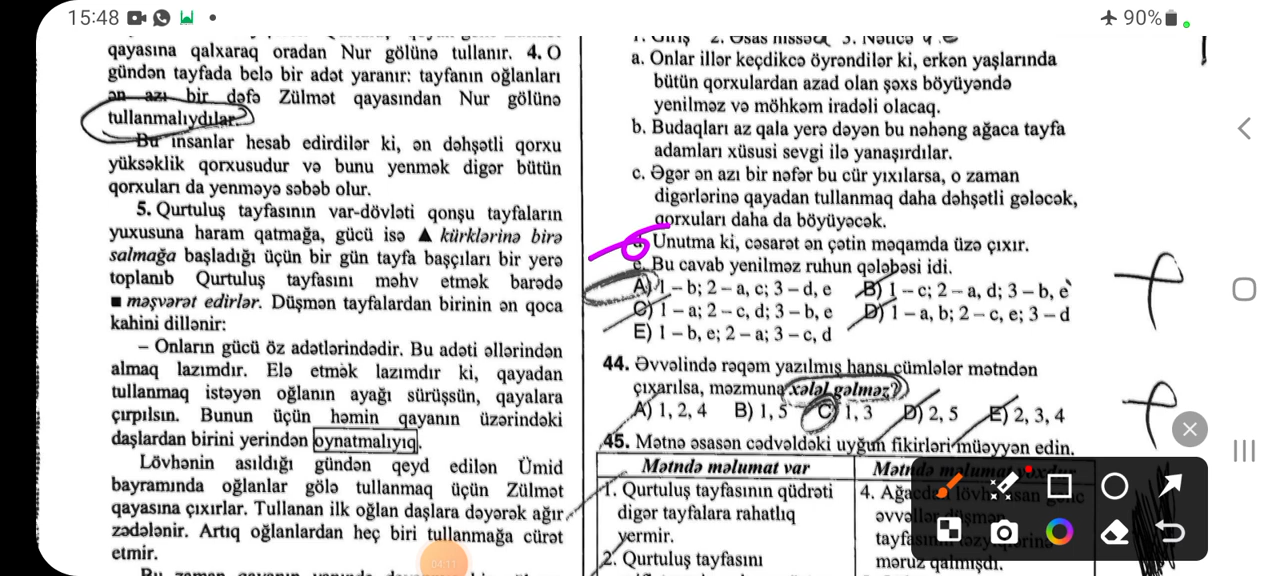 15:48
90%
qayasına qalxaraq oradan Nur gölünə tullanır. 4. O
gündən tayfada belə bir adət yaranır: tayfanın oğlanları
ən azı bir dəfə Zülmət qayasından Nur gölünə
tullanmalıydılar.
Bu insanlar hesab edirdilər ki, ən dəhşətli qorxu
yüksəklik qorxusudur və bunu yenmək digər bütün
qorxuları da yenməyə səbəb olur.
5. Qurtuluş tayfasının var-dövləti qonşu tayfaların
yuxusuna haram qatmağa, gücü isə ▲ kürklərinə birə
salmağa başladığı üçün bir gün tayfa başçıları bir yerə
toplanıb Qurtuluş tayfasını məhv etmək barədə
■ məşvərət edirlər. Düşmən tayfalardan birinin ən qoca
kahini dillənir:
– Onların gücü öz adətlərindədir. Bu adəti əllərindən
almaq lazımdır. Elə etmək lazımdır ki, qayadan
tullanmaq istəyən oğlanın ayağı sürüşsün, qayalara
çırpılsın. Bunun üçün həmin qayanın üzərindəki
daşlardan birini yerindən oynatmalıyıq.
Lövhənin asıldığı gündən qeyd edilən Ümid
bayramında oğlanlar gölə tullanmaq üçün Zülmət
qayasına çıxırlar. Tullanan ilk oğlan daşlara dəyərək ağır
zədələnir. Artıq oğlanlardan heç biri tullanmağa cürət
etmir.
04:11
1. Giriş 2. Əsas hissə 3. Nəticə
a. Onlar illər keçdikcə öyrəndilər ki, erkən yaşlarında
bütün qorxulardan azad olan şəxs böyüyəndə
yenilməz və möhkəm iradəli olacaq.
b. Budaqları az qala yerə dəyən bu nəhəng ağaca tayfa
adamları xüsusi sevgi ilə yanaşırdılar.
c. Əgər ən azı bir nəfər bu cür yıxılarsa, o zaman
digərlərinə qayadan tullanmaq daha dəhşətli gələcək,
qorxuları daha da böyüyəcək.
d. Unutma ki, cəsarət ən çətin məqamda üzə çıxır.
e. Bu cavab yenilməz ruhun qələbəsi idi.
A) 1 – b; 2 – a, c; 3 – d, e B) 1 – c; 2 – a, d; 3 – b, e
C) 1 – a; 2 – c, d; 3 – b, e D) 1 – a, b; 2 – c, e; 3 – d
E) 1 – b, e; 2 – a; 3 – c, d
44. Əvvəlində rəqəm yazılmış hansı cümlələr mətndən
çıxarılsa, məzmuna xələl gəlməz?
A) 1, 2, 4 B) 1, 5 C) 1, 3 D) 2, 5 E) 2, 3, 4
45. Mətnə əsasən cədvəldəki uyğun fikirləri müəyyən edin.
Mətndə məlumat var
Mətndə məlumat yoxdur
1. Qurtuluş tayfasının qüdrəti
digər tayfalara rahatlıq
vermir.
2. Qurtuluş tayfasını
4.
əvvəl
məruz qalmışdı.